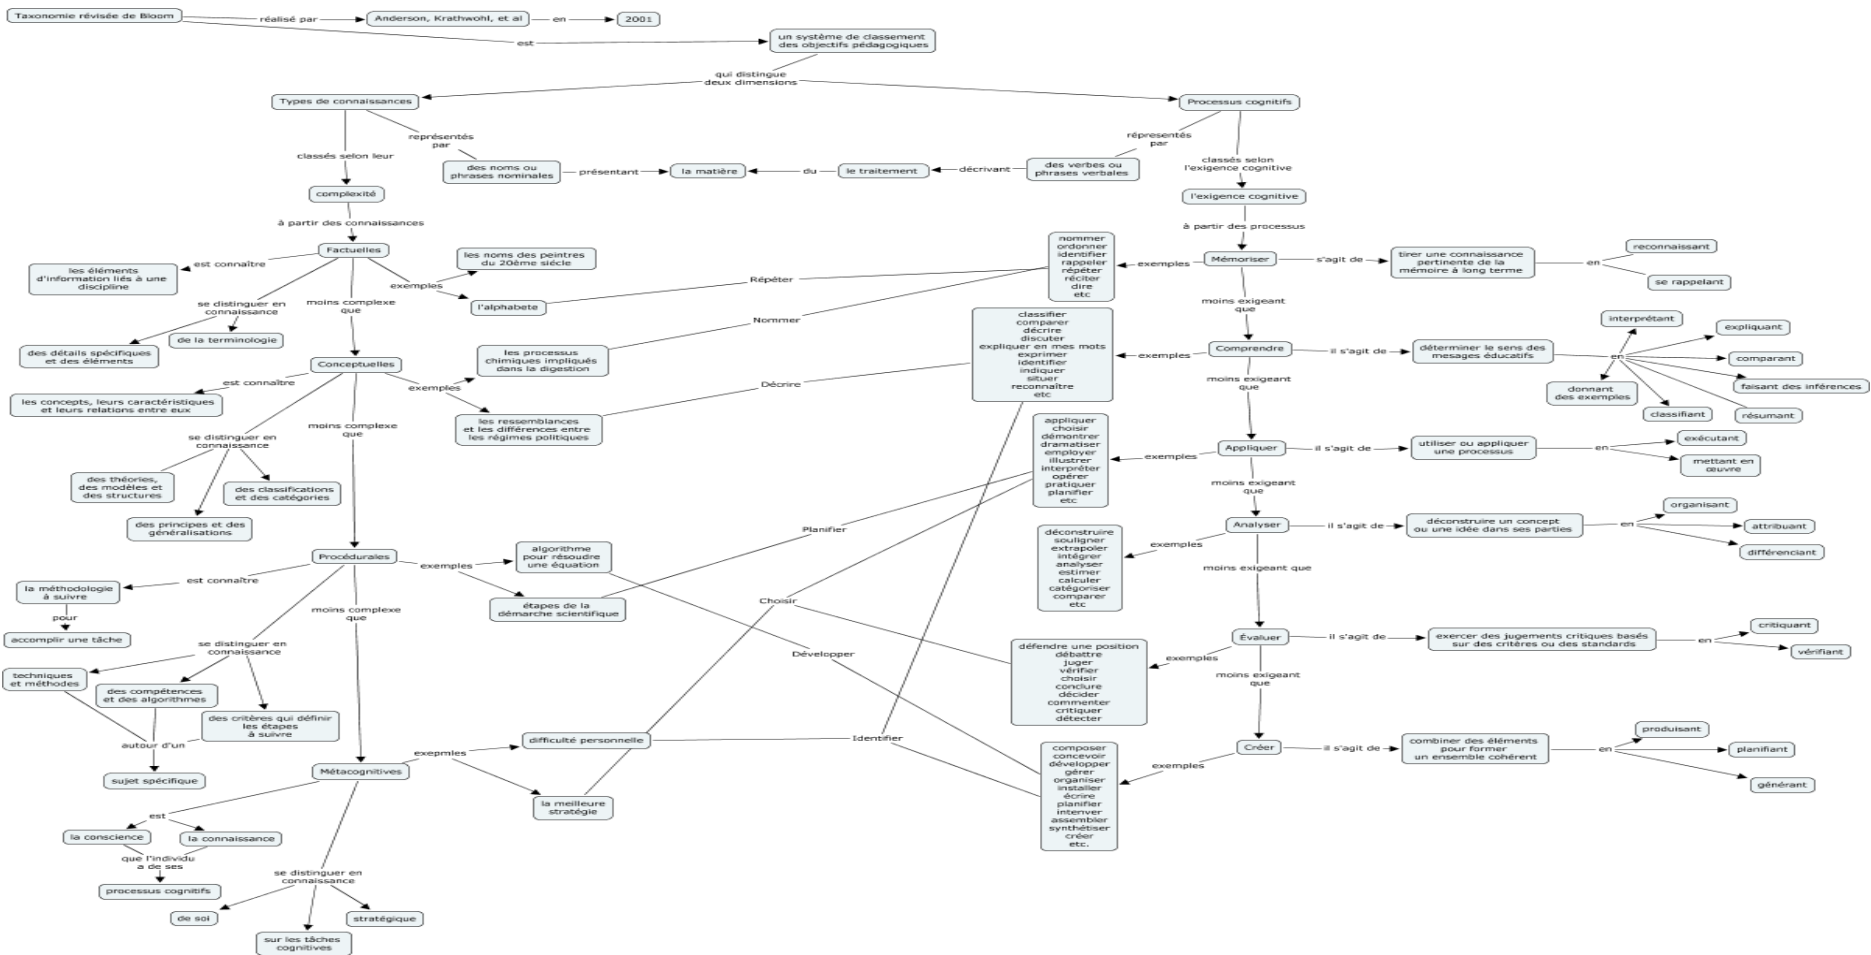 Taxonomie révisée de Bloom
réalisé par
Anderson, Krathwohl, et al
en
2001
est
un système de classement
des objectifs pédagogiques
qui distingue
deux dimensions
Types de connaissances
Processus cognitifs
représentés
par
classés selon leur
des noms ou
phrases nominales
présentant
la matière
du
le traitement
décrivant
des verbes ou
phrases verbales
réprésentés
par
classés selon
l'exigence cognitive
complexité
l'exigence cognitive
à partir des connaissances
à partir des processus
Factuelles
est connaître
les éléments
d'information liés à une
discipline
se distinguer en
connaissance
des détails spécifiques
et des éléments
de la terminologie
moins complexe
que
exemples
les noms des peintres
du 20ème siécle
l'alphabete
Répéter
Nommer
Conceptuelles
est connaître
les concepts, leurs caractéristiques
et leurs relations entre eux
se distinguer en
connaissance
des théories,
des modèles et
des structures
des classifications
et des catégories
des principes et des
généralisations
moins complexe
que
exemples
les processus
chimiques impliqués
dans la digestion
les ressemblances
et les différences entre
les régimes politiques
Décrire
Procédurales
est connaître
la méthodologie
à suivre
pour
accomplir une tâche
se distinguer en
connaissance
techniques
et méthodes
des compétences
et des algorithmes
des critères qui définir
les étapes
à suivre
autour d'un
sujet spécifique
moins complexe
que
exemples
algorithme
pour résoudre
une équation
étapes de la
démarche scientifique
Planifier
Choisir
Développer
Identifier
Métacognitives
exepmles
difficulté personnelle
la meilleure
stratégie
est
la conscience
la connaissance
que l'individu
a de ses
processus cognitifs
se distinguer en
connaissance
de soi
sur les tâches
cognitives
stratégique
Mémoriser
exemples
nommer
ordonner
identifier
rappeler
répéter
réciter
dire
etc
s'agit de
tirer une connaissance
pertinente de la
mémoire à long terme
en
reconnaissant
se rappelant
moins exigeant
que
Comprendre
exemples
classifier
comparer
décrire
discuter
expliquer en mes mots
exprimer
identifier
indiquer
situer
reconnaître
etc
il s'agit de
déterminer le sens des
mesages éducatifs
en
interprétant
expliquant
comparant
faisant des inférences
résumant
classifiant
donnant
des exemples
moins exigeant
que
Appliquer
exemples
appliquer
choisir
démontrer
dramatiser
employer
illustrer
interprêter
opérer
pratiquer
planifier
etc
il s'agit de
utiliser ou appliquer
une processus
en
exécutant
mettant en
œuvre
moins exigeant
que
Analyser
exemples
déconstruire
souligner
extrapoler
intégrer
analyser
estimer
calculer
catégoriser
comparer
etc
il s'agit de
déconstruire un concept
ou une idée dans ses parties
en
organisant
attribuant
différenciant
moins exigeant que
Évaluer
exemples
défendre une position
débattre
juger
vérifier
choisir
conclure
décider
commenter
critiquer
détecter
il s'agit de
exercer des jugements critiques basés
sur des critères ou des standards
en
critiquant
vérifiant
moins exigeant
que
Créer
exemples
composer
concevoir
développer
gérer
organiser
installer
écrire
planifier
intenver
assembler
synthétiser
créer
etc.
il s'agit de
combiner des éléments
pour former
un ensemble cohérent
en
produisant
planifiant
générant